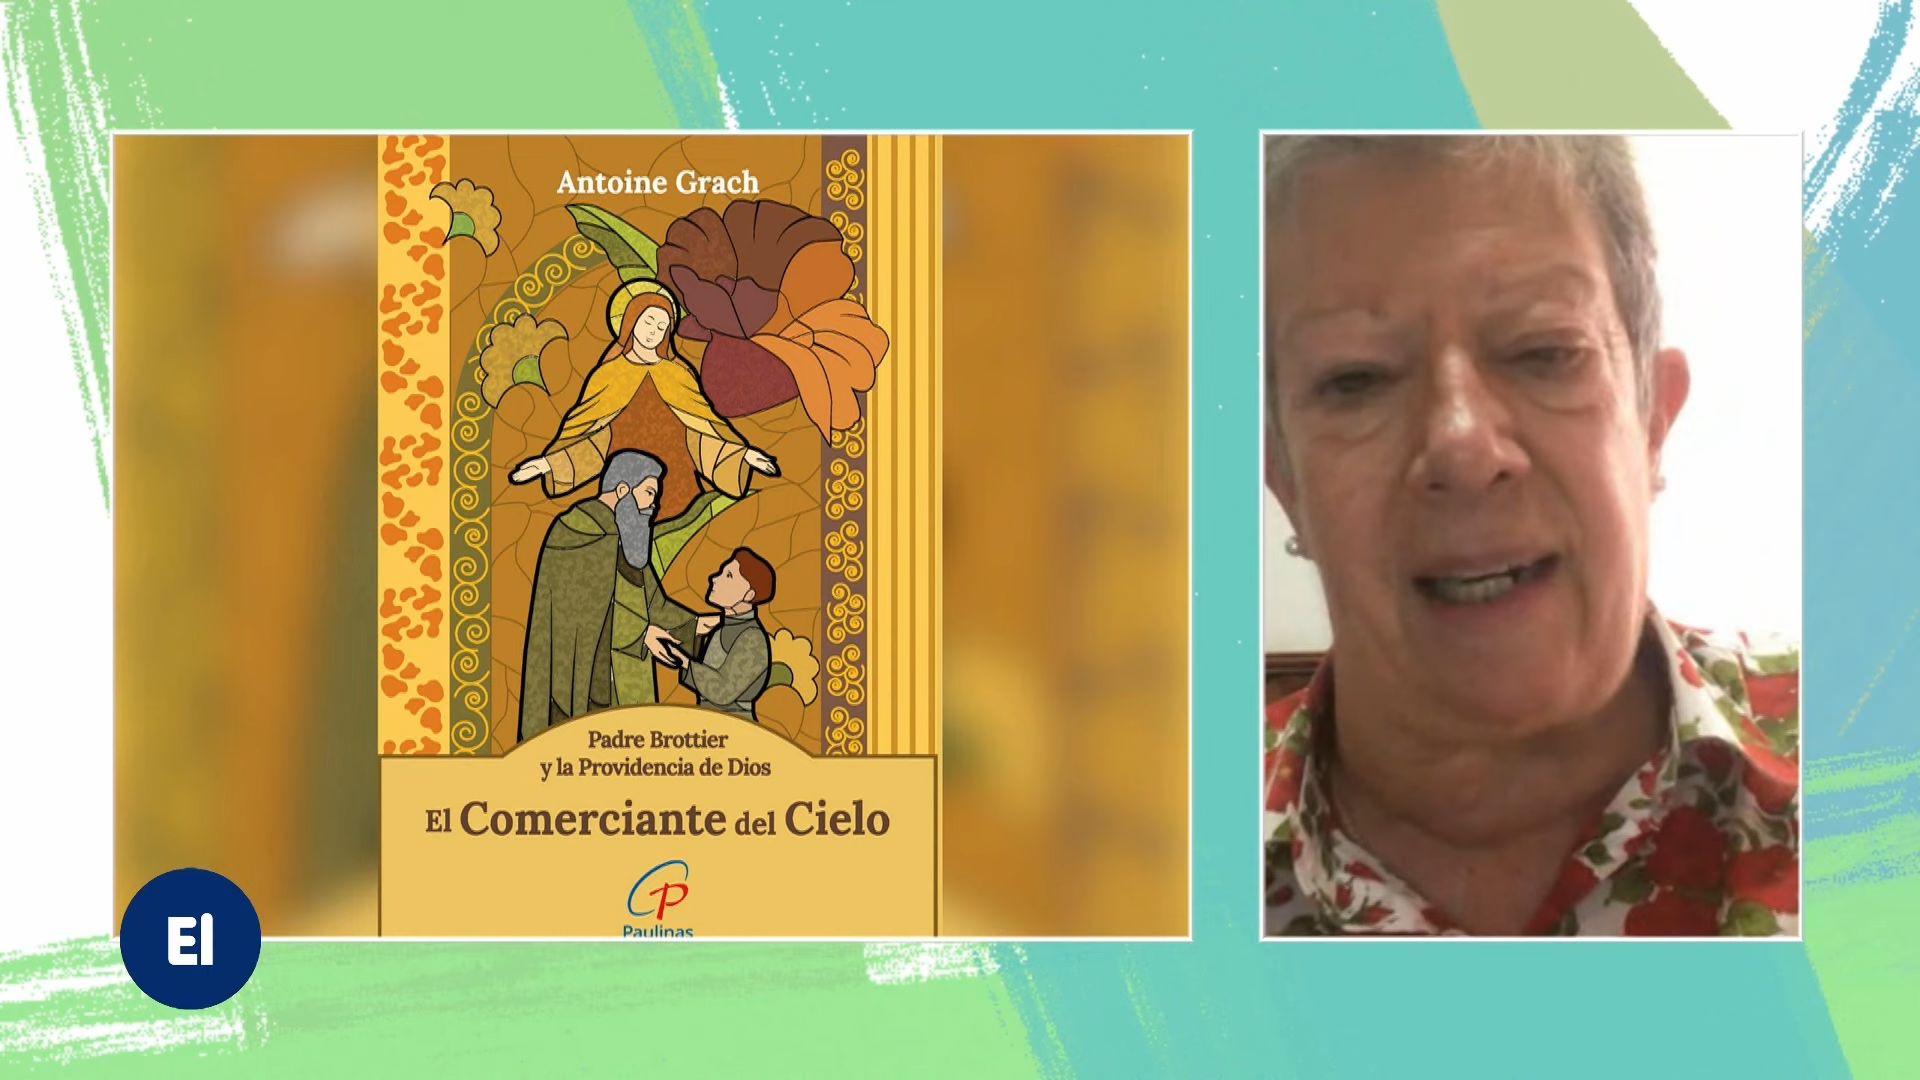 Antoine Grach
Padre Brottier
y la Providencia de Dios
El Comerciante del Cielo
Paulinas
El